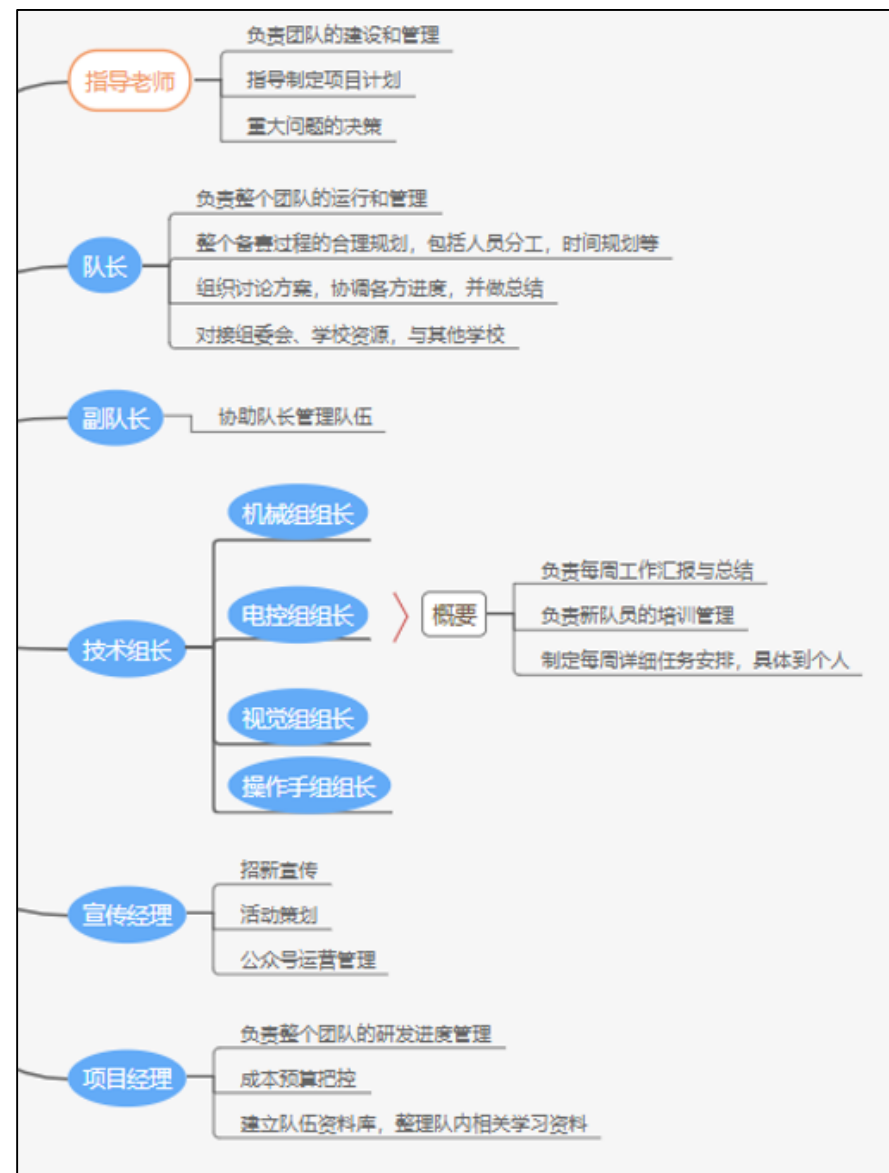 指导老师
负责团队的建设和管理
指导制定项目计划
重大问题的决策
队长
负责整个团队的运行和管理
整个备赛过程的合理规划，包括人员分工，时间规划等
组织讨论方案，协调各方进度，并做总结
对接组委会、学校资源，与其他学校
副队长
协助队长管理队伍
技术组长
机械组组长
电控组组长
视觉组组长
操作手组组长
概要
负责每周工作汇报与总结
负责新队员的培训管理
制定每周详细任务安排，具体到个人
宣传经理
招新宣传
活动策划
公众号运营管理
项目经理
负责整个团队的研发进度管理
成本预算把控
建立队伍资料库，整理队内相关学习资料